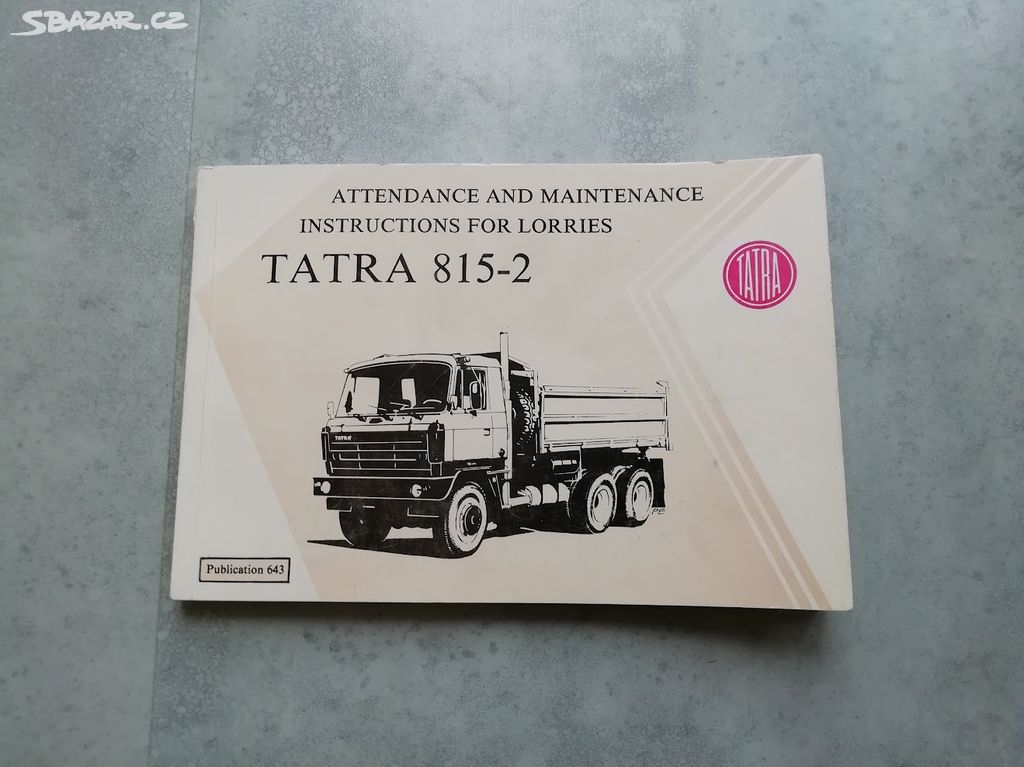 SBAZAR.CZ
ATTENDANCE AND MAINTENANCE
INSTRUCTIONS FOR LORRIES
TATRA 815-2
TATRA
TATRA
Publication 643